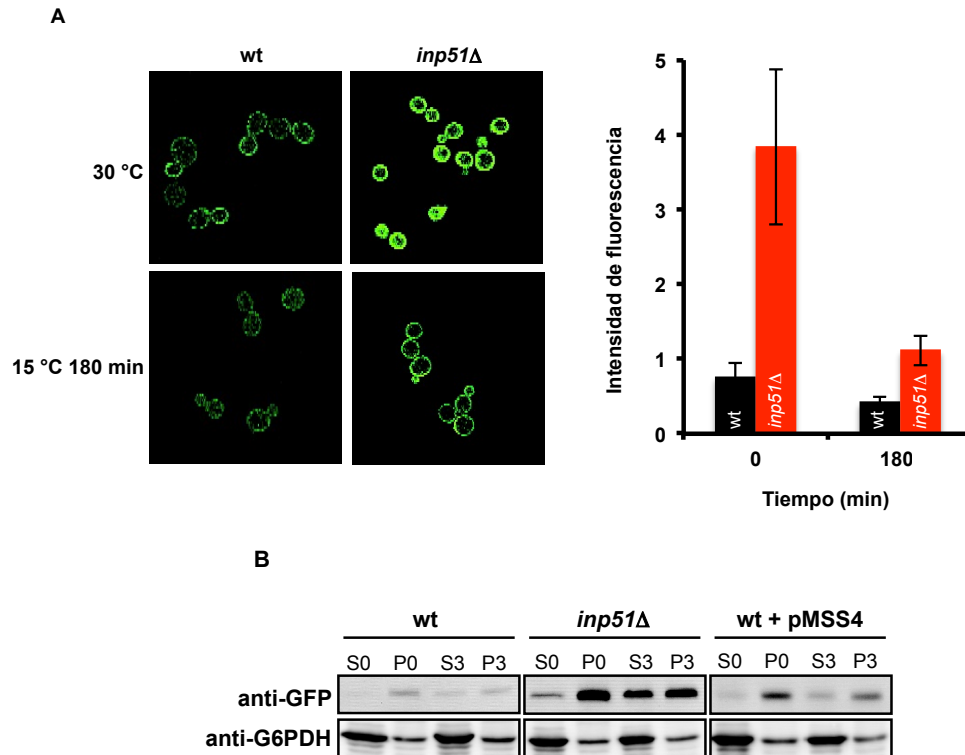 A
wt inp51Δ
30 °C
15 °C 180 min
Intensidad de fluorescencia
5
4
3
2
1
0
wt inp51Δ wt inp51Δ
0 180
Tiempo (min)
B
wt inp51Δ wt + pMSS4
S0 P0 S3 P3 S0 P0 S3 P3 S0 P0 S3 P3
anti-GFP
anti-G6PDH